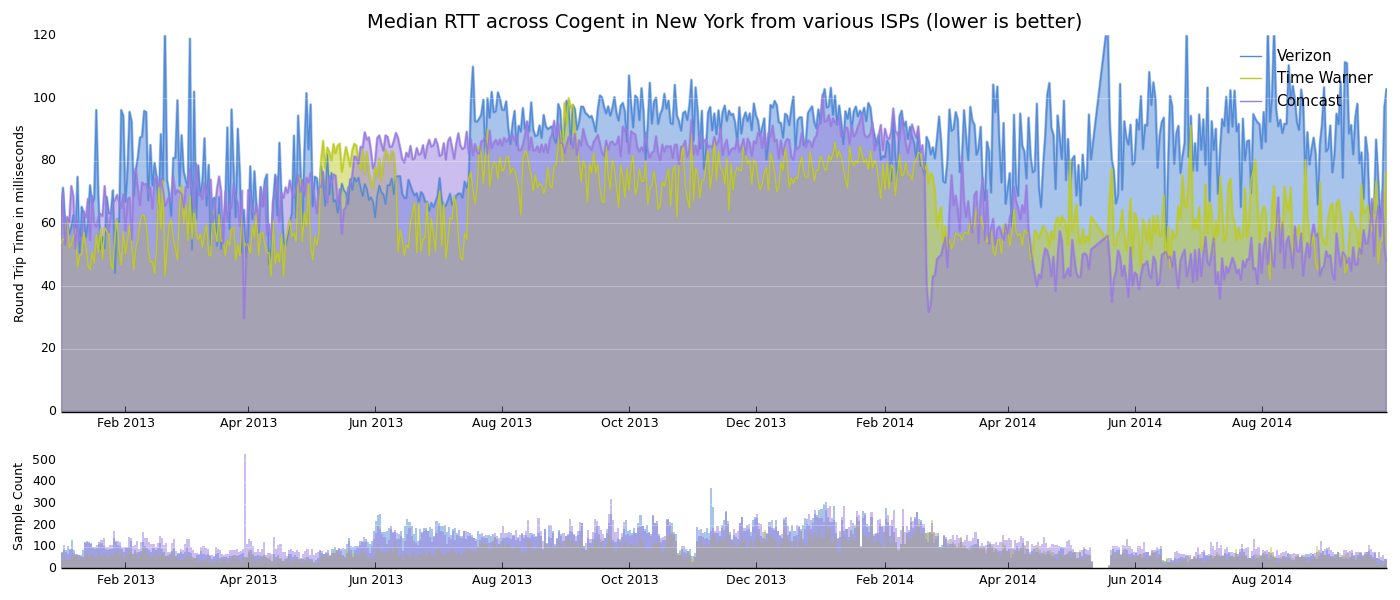 Median RTT across Cogent in New York from various ISPs (lower is better)
Verizon
Time Warner
Comcast
Round Trip Time in milliseconds
120
100
80
60
40
20
0
Feb 2013 Apr 2013 Jun 2013 Aug 2013 Oct 2013 Dec 2013 Feb 2014 Apr 2014 Jun 2014 Aug 2014
Sample Count
500
400
300
200
100
0
Feb 2013 Apr 2013 Jun 2013 Aug 2013 Oct 2013 Dec 2013 Feb 2014 Apr 2014 Jun 2014 Aug 2014